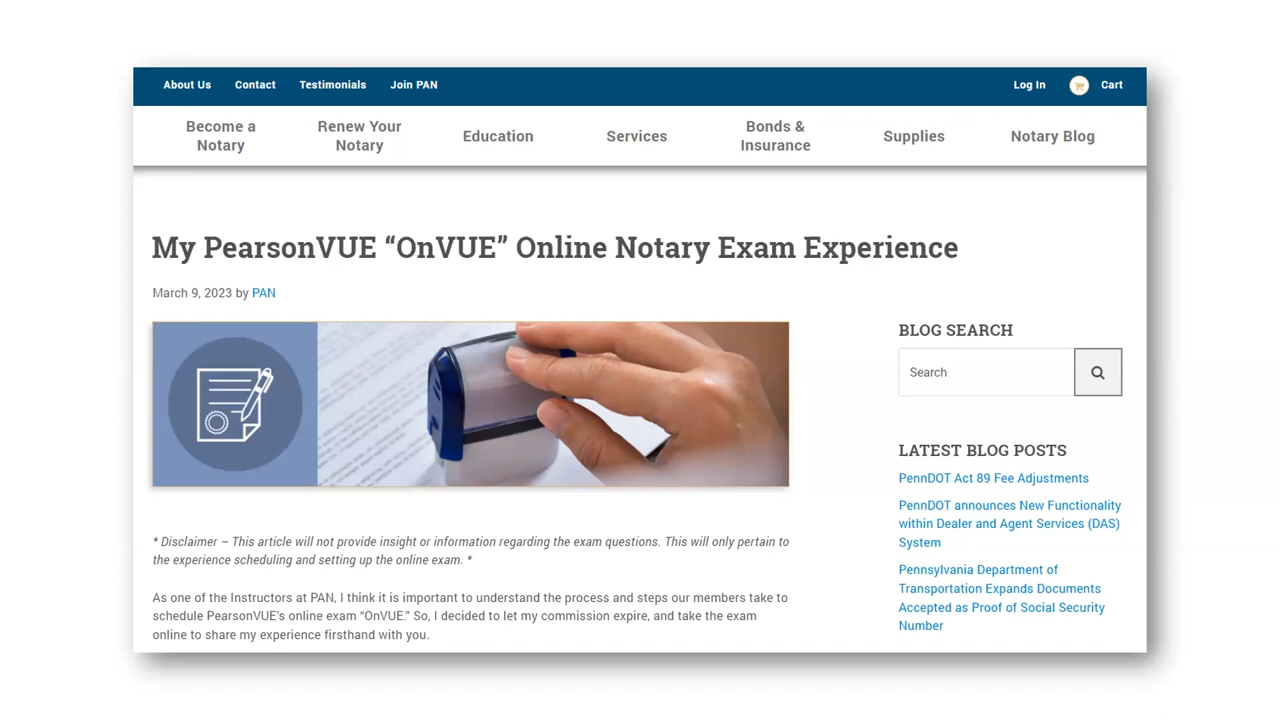 About Us Contact Testimonials Join PAN Log In Cart
Become a Notary
Renew Your Notary
Education
Services
Bonds & Insurance
Supplies
Notary Blog
My PearsonVUE “OnVUE” Online Notary Exam Experience
March 9, 2023 by PAN
* Disclaimer – This article will not provide insight or information regarding the exam questions. This will only pertain to
the experience scheduling and setting up the online exam. *
As one of the Instructors at PAN, I think it is important to understand the process and steps our members take to
schedule PearsonVUE's online exam “OnVUE.” So, I decided to let my commission expire, and take the exam
online to share my experience firsthand with you.
BLOG SEARCH
Search
LATEST BLOG POSTS
PennDOT Act 89 Fee Adjustments
PennDOT announces New Functionality
within Dealer and Agent Services (DAS)
System
Pennsylvania Department of
Transportation Expands Documents
Accepted as Proof of Social Security
Number